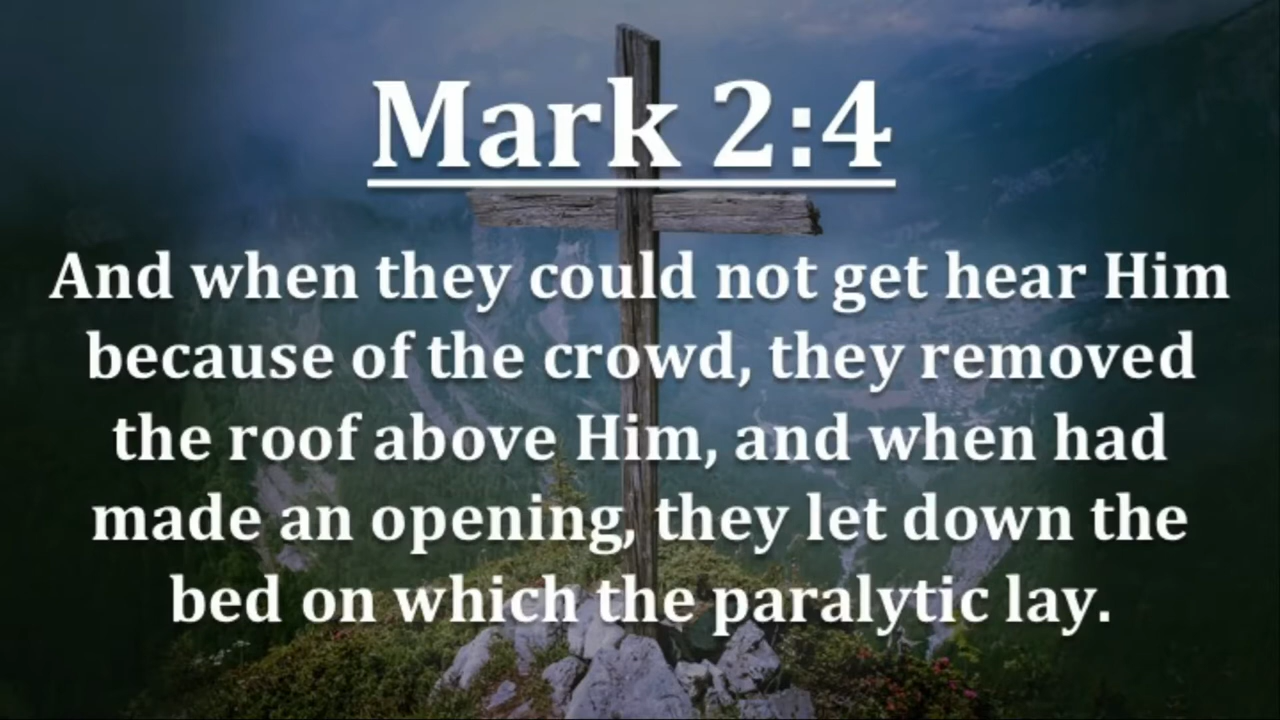 Mark 2:4
And when they could not get hear Him
because of the crowd, they removed
the roof above Him, and when had
made an opening, they let down the
bed on which the paralytic lay.